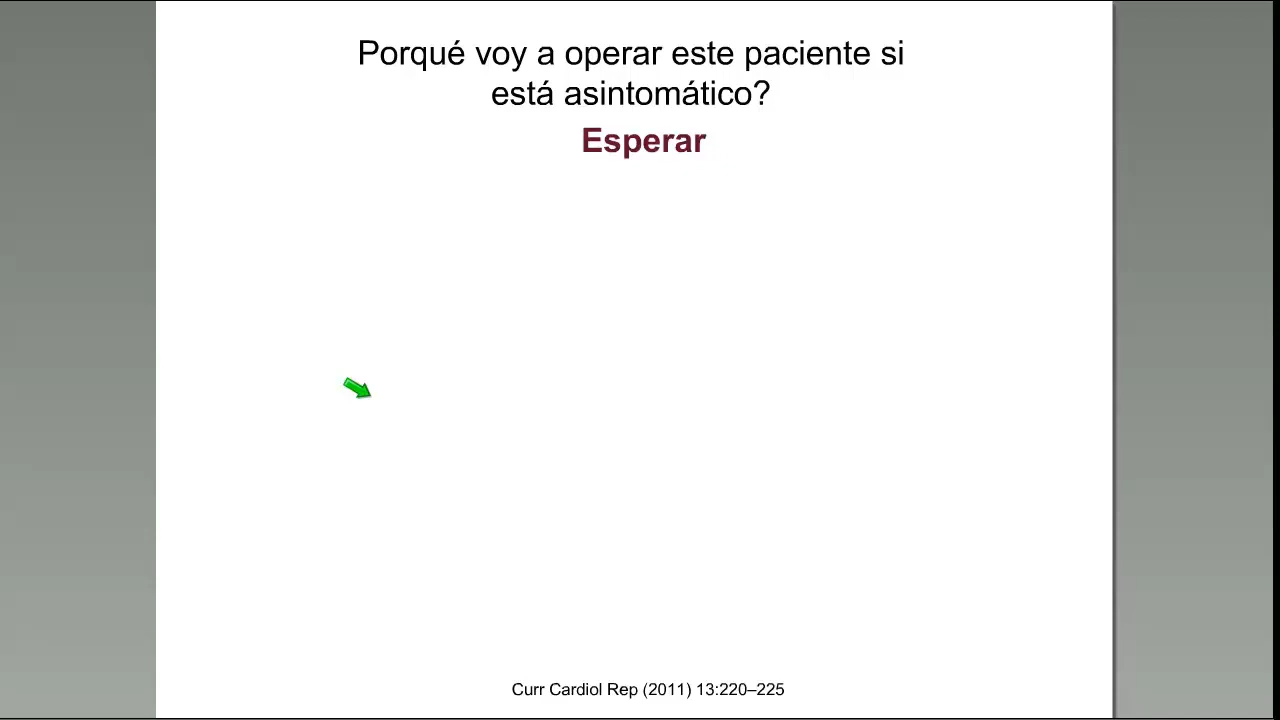 Porqué voy a operar este paciente si
está asintomático?
Esperar
Curr Cardiol Rep (2011) 13:220–225